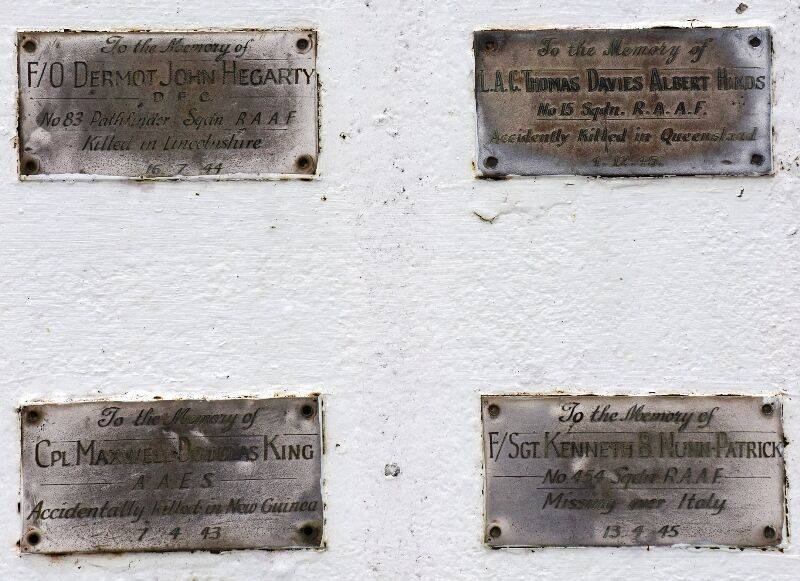 To the Memory of
F/O DERMOT JOHN HEGARTY
D F C
No 83 Pathfinder Sqdn R A A F
Killed in Lincolnshire
16 7 44
To the Memory of
L.A.C. THOMAS DAVIES ALBERT HINDS
No 15 Sqdn. R.A.A.F.
Accidently Killed in Queensland
4.12.45.
To the Memory of
CPL MAXWELL DOUGLAS KING
A A E S
Accidentally killed in New Guinea
7 4 43
To the Memory of
F/SGT KENNETH B NUNN-PATRICK
No 454 Sqdn R A A F
Missing over Italy
13 4 45